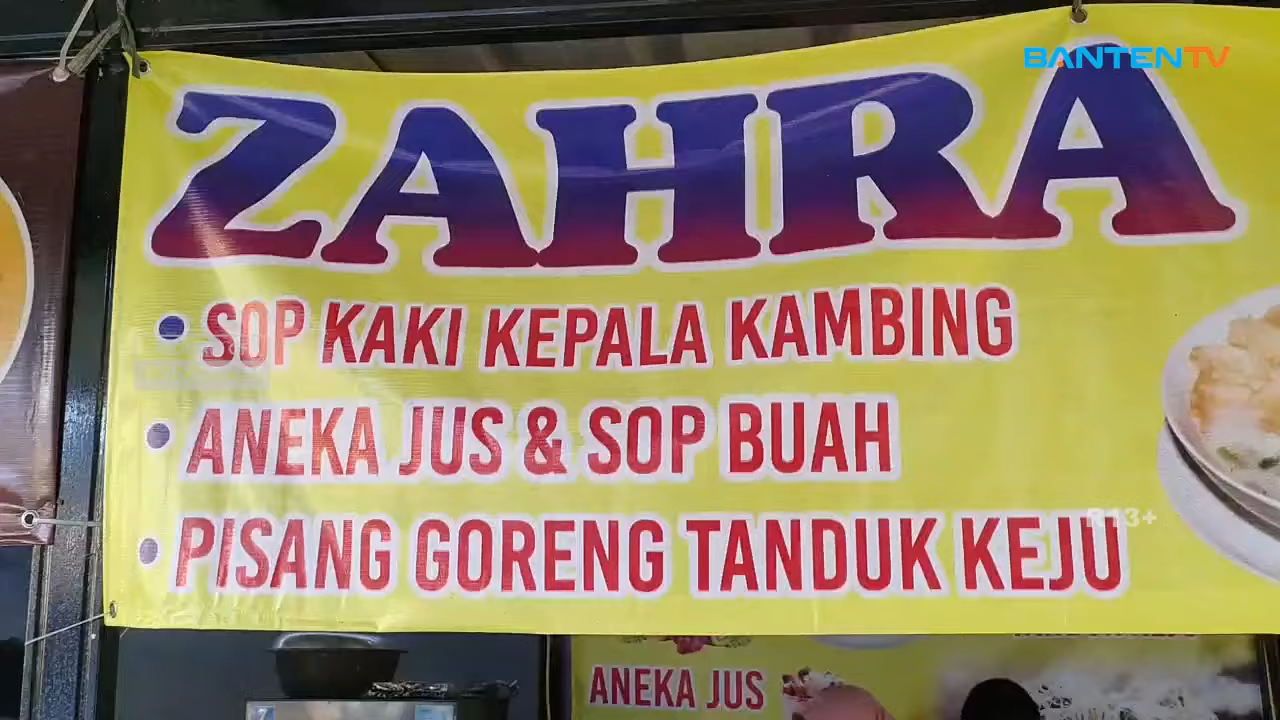 BANTENTV
ZAHRA
• SOP KAKI KEPALA KAMBING
• ANEKA JUS & SOP BUAH
• PISANG GORENG TANDUK KEJU
R13+
ANEKA JUS